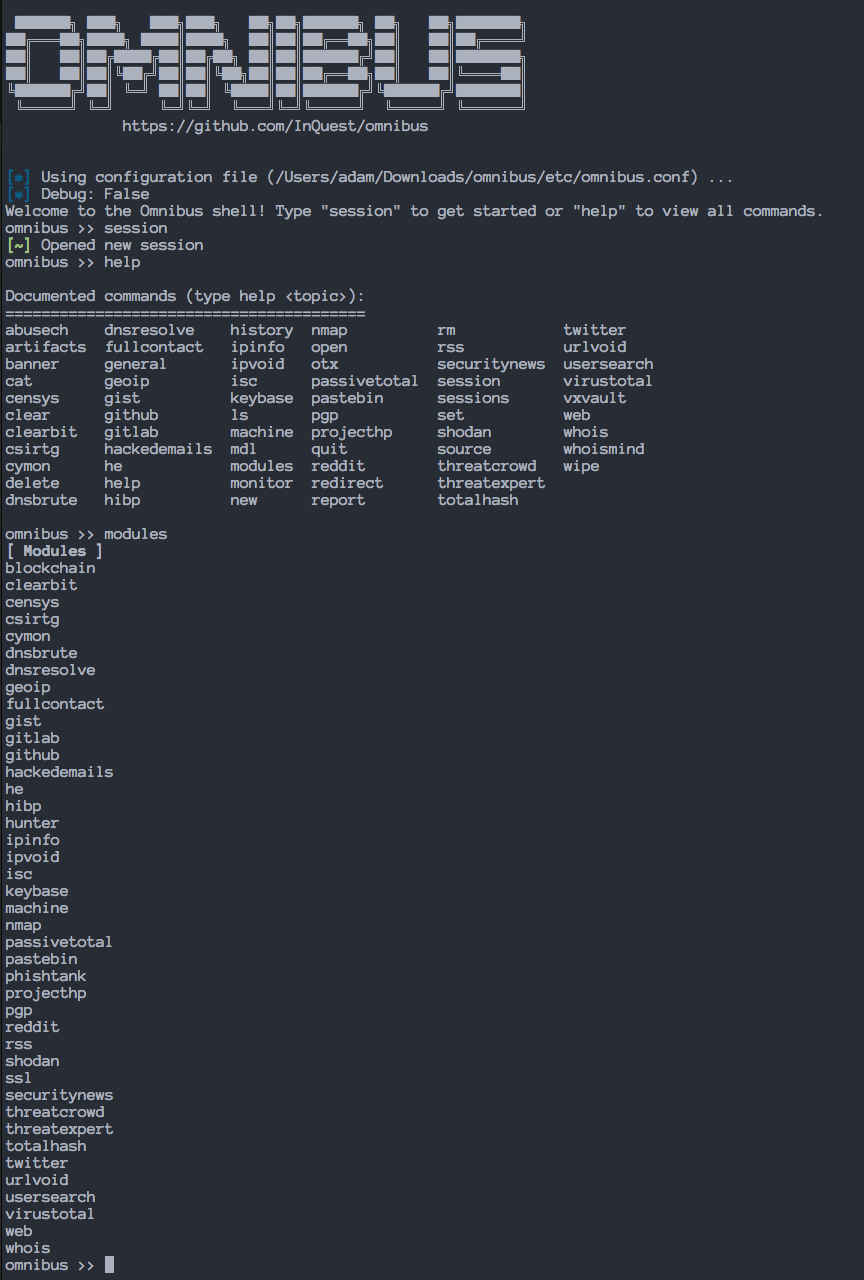 OMNIBUS
https://github.com/InQuest/omnibus
[*] Using configuration file (/Users/adam/Downloads/omnibus/etc/omnibus.conf) ...
[*] Debug: False
Welcome to the Omnibus shell! Type "session" to get started or "help" to view all commands.
omnibus >> session
[~] Opened new session
omnibus >> help
Documented commands (type help <topic>):
========================================
abusech    dnsresolve    history  nmap          rm            twitter
artifacts  fullcontact   ipinfo   open          rss           urlvoid
banner     general       ipvoid   otx           securitynews  usersearch
cat        geoip         isc      passivetotal  session       virustotal
censys     gist          keybase  pastebin      sessions      vxvault
clear      github        ls       pgp           set           web
clearbit   gitlab        machine  projecthp     shodan        whois
csirtg     hackedemails  mdl      quit          source        whoismind
cymon      he            modules  reddit        threatcrowd   wipe
delete     help          monitor  redirect      threatexpert
dnsbrute   hibp          new      report        totalhash
omnibus >> modules
[ Modules ]
blockchain
clearbit
censys
csirtg
cymon
dnsbrute
dnsresolve
geoip
fullcontact
gist
gitlab
github
hackedemails
he
hibp
hunter
ipinfo
ipvoid
isc
keybase
machine
nmap
passivetotal
pastebin
phishtank
projecthp
pgp
reddit
rss
shodan
ssl
securitynews
threatcrowd
threatexpert
totalhash
twitter
urlvoid
usersearch
virustotal
web
whois
omnibus >>